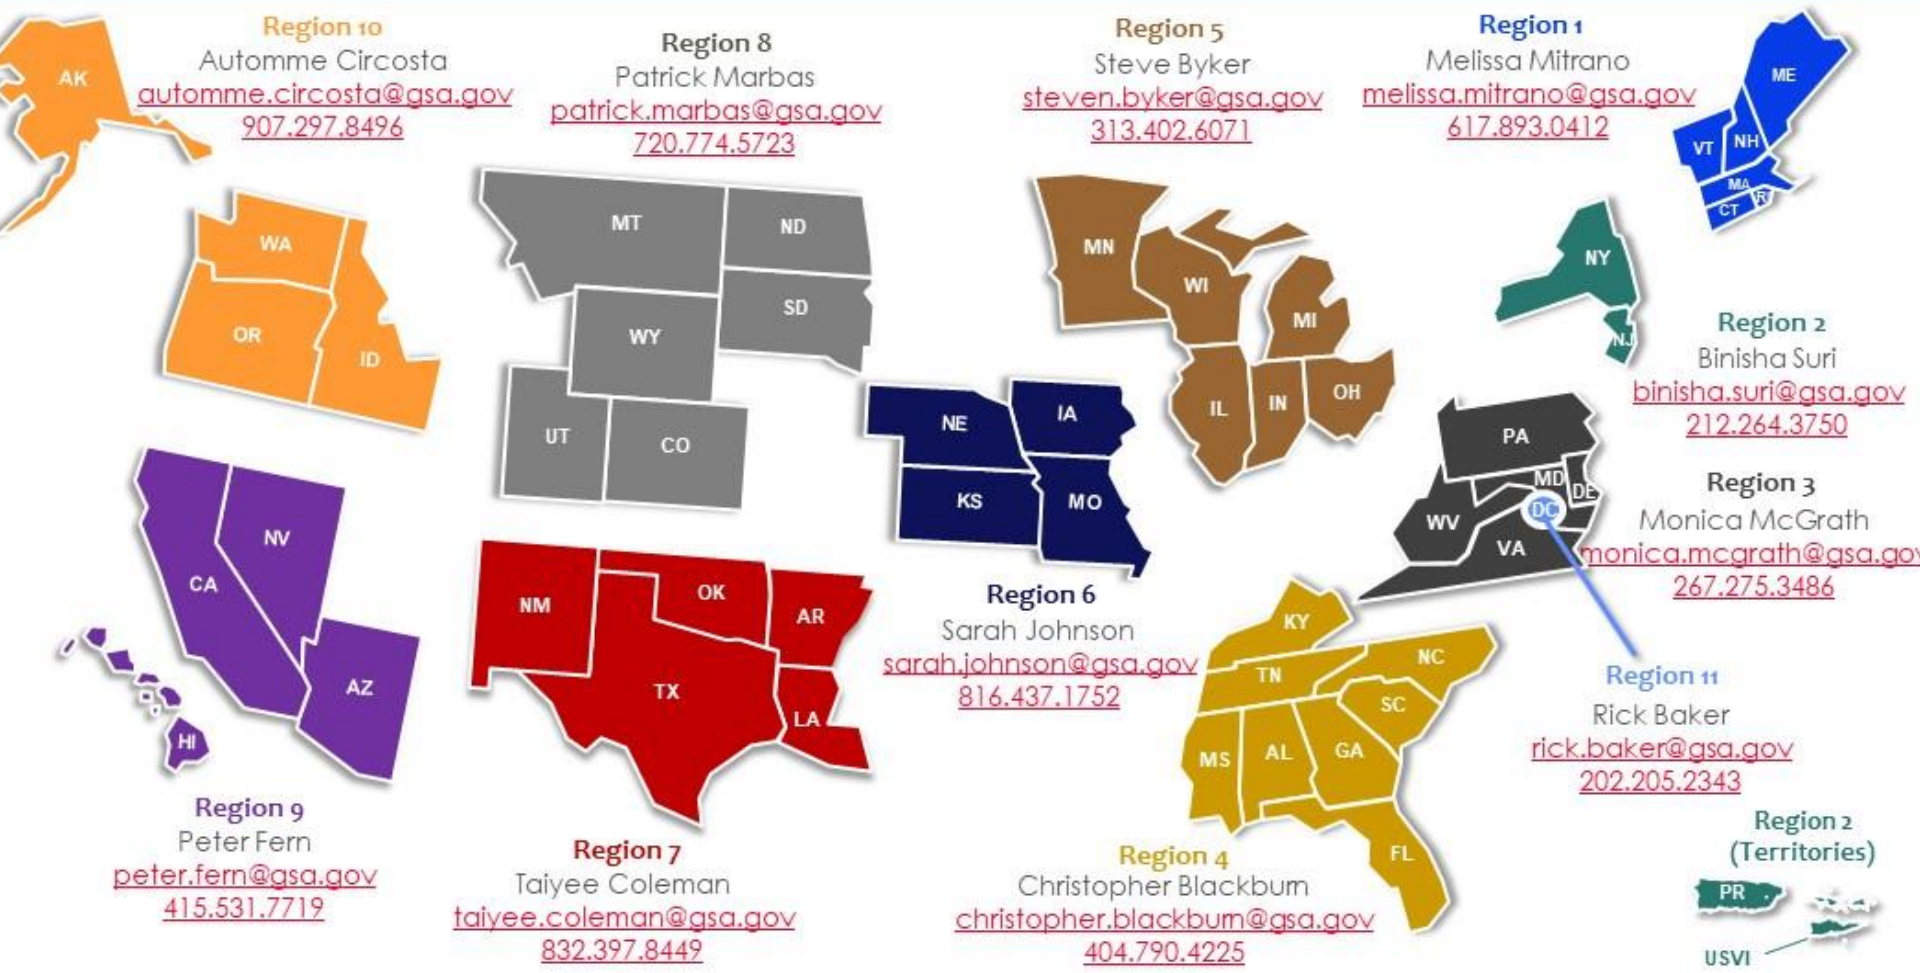 Region 10
Automme Circosta
automme.circosta@gsa.gov
907.297.8496
AK
WA
OR
ID
Region 8
Patrick Marbas
patrick.marbas@gsa.gov
720.774.5723
MT
ND
SD
WY
UT
CO
Region 5
Steve Byker
steven.byker@gsa.gov
313.402.6071
MN
WI
MI
IL
IN
OH
Region 1
Melissa Mitrano
melissa.mitrano@gsa.gov
617.893.0412
ME
VT
NH
MA
CT
RI
NY
NJ
Region 2
Binisha Suri
binisha.suri@gsa.gov
212.264.3750
PA
MD
DE
DC
WV
VA
Region 3
Monica McGrath
monica.mcgrath@gsa.gov
267.275.3486
NE
IA
KS
MO
Region 6
Sarah Johnson
sarah.johnson@gsa.gov
816.437.1752
NV
CA
AZ
HI
Region 9
Peter Fern
peter.fern@gsa.gov
415.531.7719
NM
OK
AR
TX
LA
Region 7
Taiyee Coleman
taiyee.coleman@gsa.gov
832.397.8449
KY
TN
NC
SC
MS
AL
GA
FL
Region 4
Christopher Blackburn
christopher.blackburn@gsa.gov
404.790.4225
Region 11
Rick Baker
rick.baker@gsa.gov
202.205.2343
Region 2
(Territories)
PR
USVI